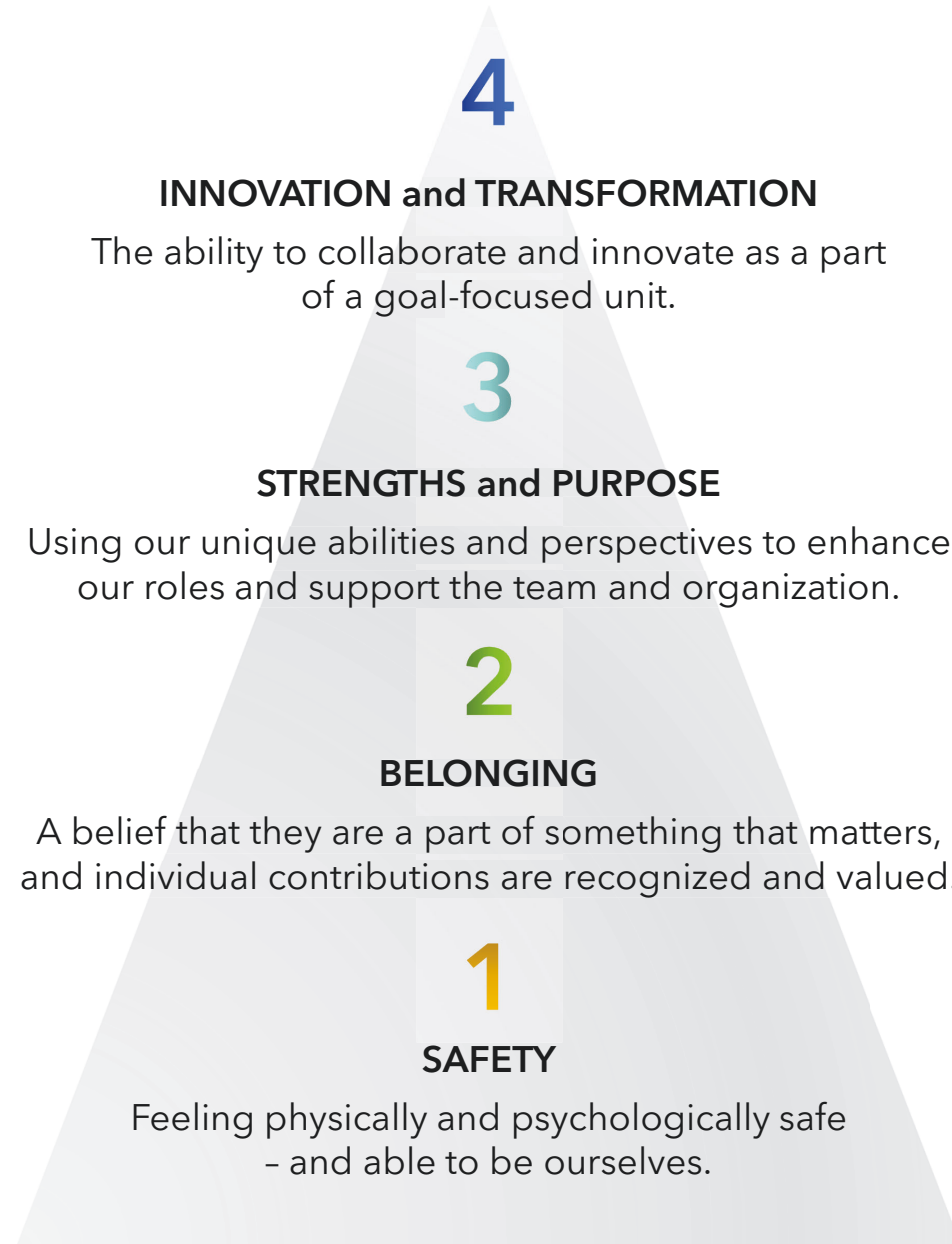 4
INNOVATION and TRANSFORMATION
The ability to collaborate and innovate as a part
of a goal-focused unit.
3
STRENGTHS and PURPOSE
Using our unique abilities and perspectives to enhance
our roles and support the team and organization.
2
BELONGING
A belief that they are a part of something that matters,
and individual contributions are recognized and valued.
1
SAFETY
Feeling physically and psychologically safe
– and able to be ourselves.